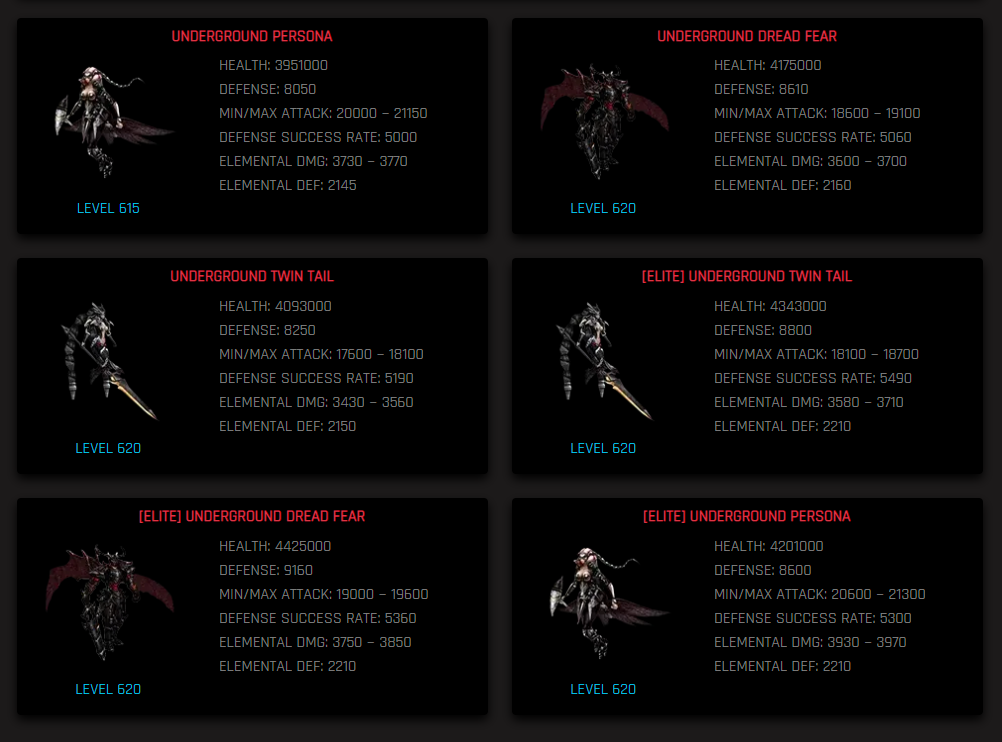 UNDERGROUND PERSONA
HEALTH: 3951000
DEFENSE: 8050
MIN/MAX ATTACK: 20000 – 21150
DEFENSE SUCCESS RATE: 5000
ELEMENTAL DMG: 3730 – 3770
ELEMENTAL DEF: 2145
LEVEL 615
UNDERGROUND DREAD FEAR
HEALTH: 4175000
DEFENSE: 8610
MIN/MAX ATTACK: 18600 – 19100
DEFENSE SUCCESS RATE: 5060
ELEMENTAL DMG: 3600 – 3700
ELEMENTAL DEF: 2160
LEVEL 620
UNDERGROUND TWIN TAIL
HEALTH: 4093000
DEFENSE: 8250
MIN/MAX ATTACK: 17600 – 18100
DEFENSE SUCCESS RATE: 5190
ELEMENTAL DMG: 3430 – 3560
ELEMENTAL DEF: 2150
LEVEL 620
[ELITE] UNDERGROUND TWIN TAIL
HEALTH: 4343000
DEFENSE: 8800
MIN/MAX ATTACK: 18100 – 18700
DEFENSE SUCCESS RATE: 5490
ELEMENTAL DMG: 3580 – 3710
ELEMENTAL DEF: 2210
LEVEL 620
[ELITE] UNDERGROUND DREAD FEAR
HEALTH: 4425000
DEFENSE: 9160
MIN/MAX ATTACK: 19000 – 19600
DEFENSE SUCCESS RATE: 5360
ELEMENTAL DMG: 3750 – 3850
ELEMENTAL DEF: 2210
LEVEL 620
[ELITE] UNDERGROUND PERSONA
HEALTH: 4201000
DEFENSE: 8600
MIN/MAX ATTACK: 20600 – 21300
DEFENSE SUCCESS RATE: 5300
ELEMENTAL DMG: 3930 – 3970
ELEMENTAL DEF: 2210
LEVEL 620